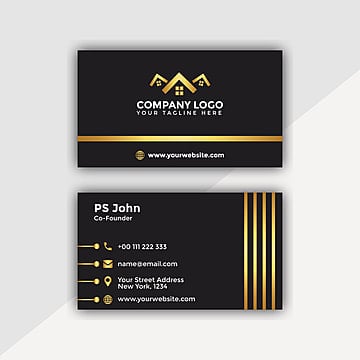 COMPANY LOGO
YOUR TAGLINE HERE
www.yourwebsite.com
PS John
Co-Founder
+00 111 222 333
name@email.com
Your Street Address
New York, 1234
www.yourwebsite.com